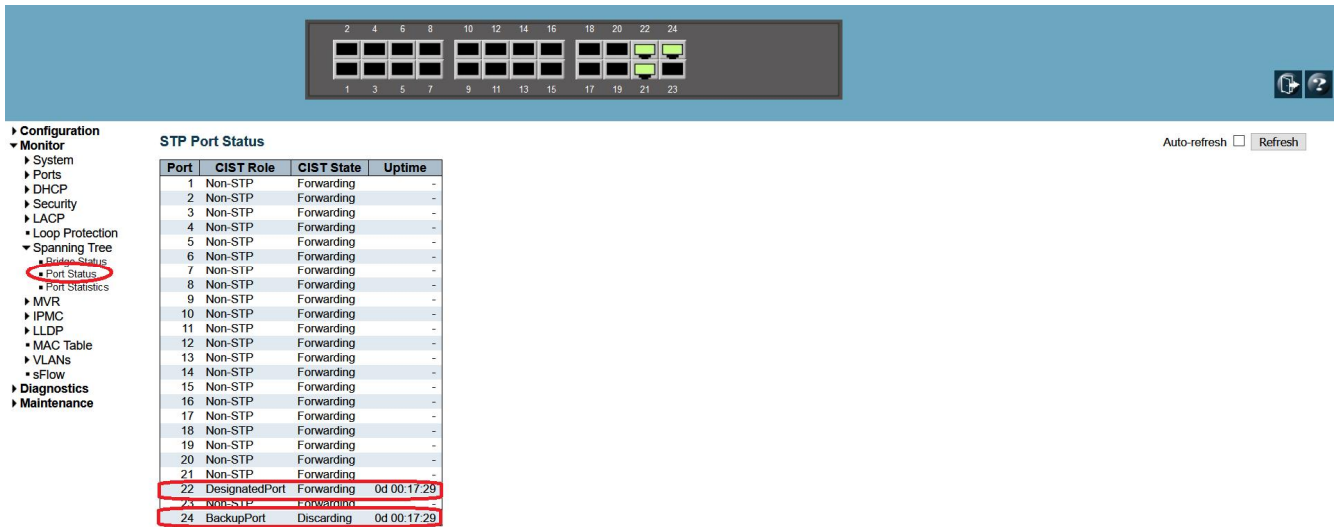 2 4 6 8 10 12 14 16 18 20 22 24
1 3 5 7 9 11 13 15 17 19 21 23
?
Configuration
Monitor
System
Ports
DHCP
Security
LACP
Loop Protection
Spanning Tree
Bridge Status
Port Status
Port Statistics
MVR
IPMC
LLDP
MAC Table
VLANs
sFlow
Diagnostics
Maintenance
STP Port Status
Auto-refresh Refresh
Port CIST Role CIST State Uptime
1 Non-STP Forwarding -
2 Non-STP Forwarding -
3 Non-STP Forwarding -
4 Non-STP Forwarding -
5 Non-STP Forwarding -
6 Non-STP Forwarding -
7 Non-STP Forwarding -
8 Non-STP Forwarding -
9 Non-STP Forwarding -
10 Non-STP Forwarding -
11 Non-STP Forwarding -
12 Non-STP Forwarding -
13 Non-STP Forwarding -
14 Non-STP Forwarding -
15 Non-STP Forwarding -
16 Non-STP Forwarding -
17 Non-STP Forwarding -
18 Non-STP Forwarding -
19 Non-STP Forwarding -
20 Non-STP Forwarding -
21 Non-STP Forwarding -
22 DesignatedPort Forwarding 0d 00:17:29
23 Non-STP Forwarding -
24 BackupPort Discarding 0d 00:17:29